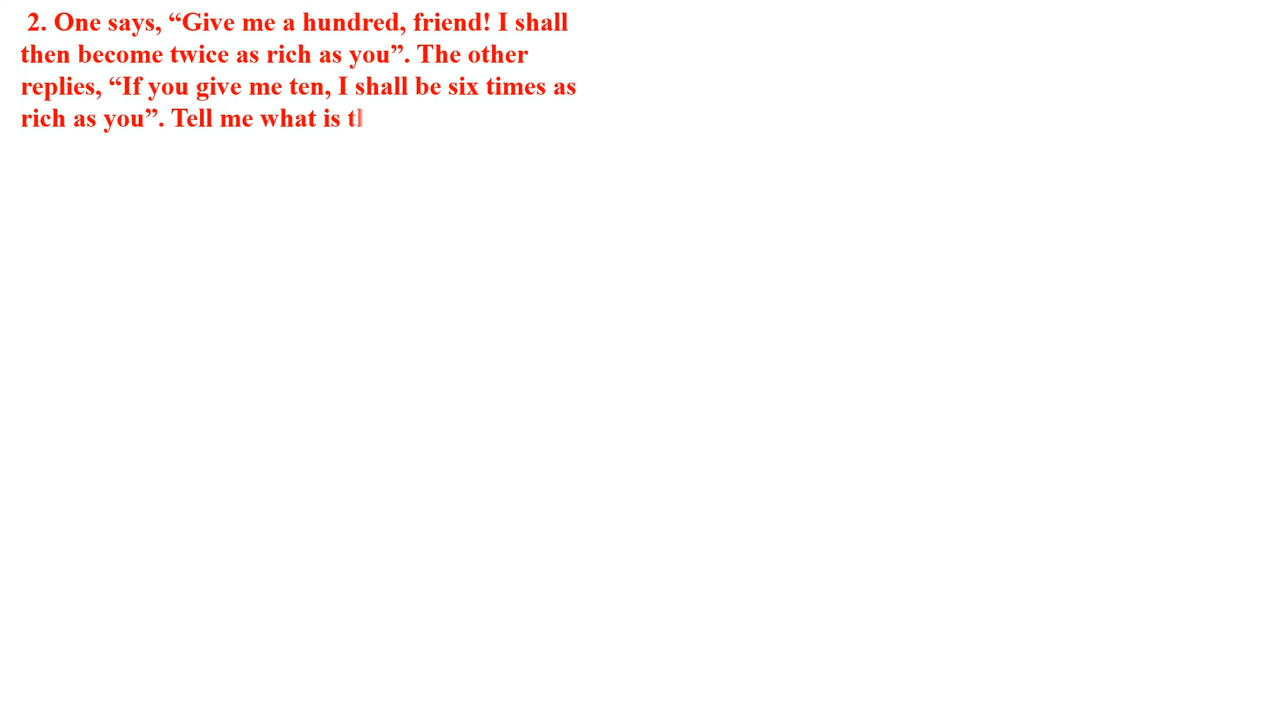 2. One says, “Give me a hundred, friend! I shall
then become twice as rich as you”. The other
replies, “If you give me ten, I shall be six times as
rich as you”. Tell me what is